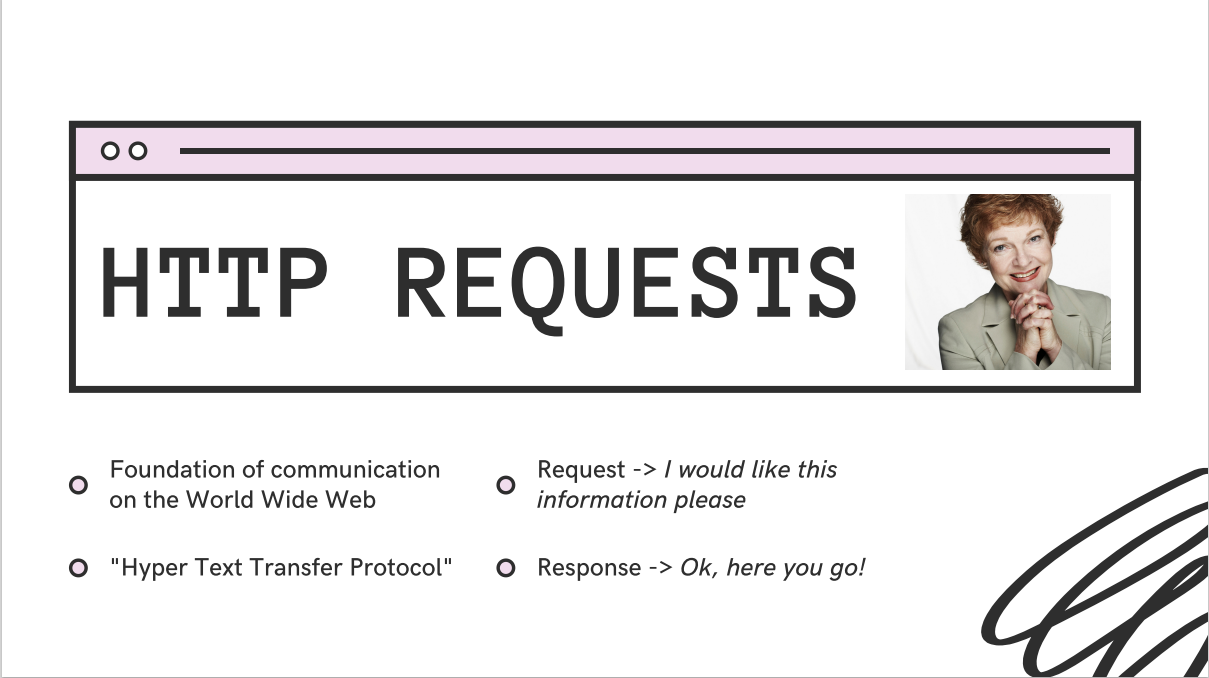 HTTP REQUESTS
Foundation of communication
on the World Wide Web
"Hyper Text Transfer Protocol"
Request -> I would like this
information please
Response -> Ok, here you go!